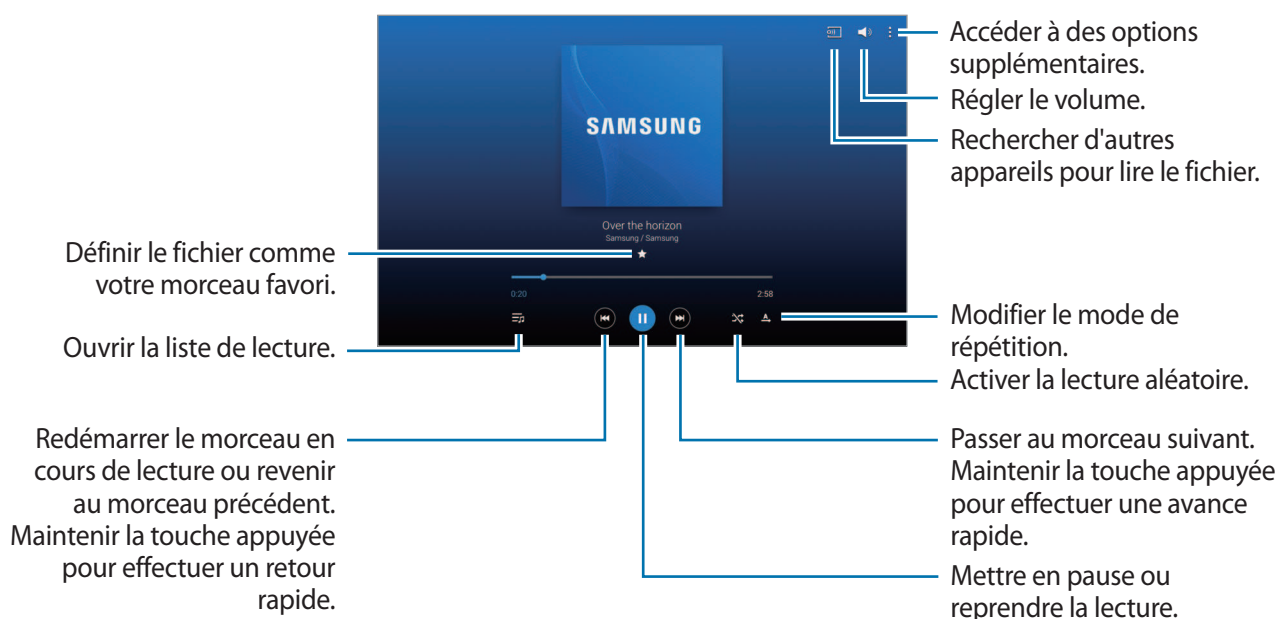 Accéder à des options
supplémentaires.
Régler le volume.
Rechercher d'autres
appareils pour lire le fichier.
SAMSUNG
Over the horizon
Samsung / Samsung
Définir le fichier comme
votre morceau favori.
0:20
2:58
Ouvrir la liste de lecture.
Modifier le mode de
répétition.
Activer la lecture aléatoire.
Redémarrer le morceau en
cours de lecture ou revenir
au morceau précédent.
Maintenir la touche appuyée
pour effectuer un retour
rapide.
Passer au morceau suivant.
Maintenir la touche appuyée
pour effectuer une avance
rapide.
Mettre en pause ou
reprendre la lecture.